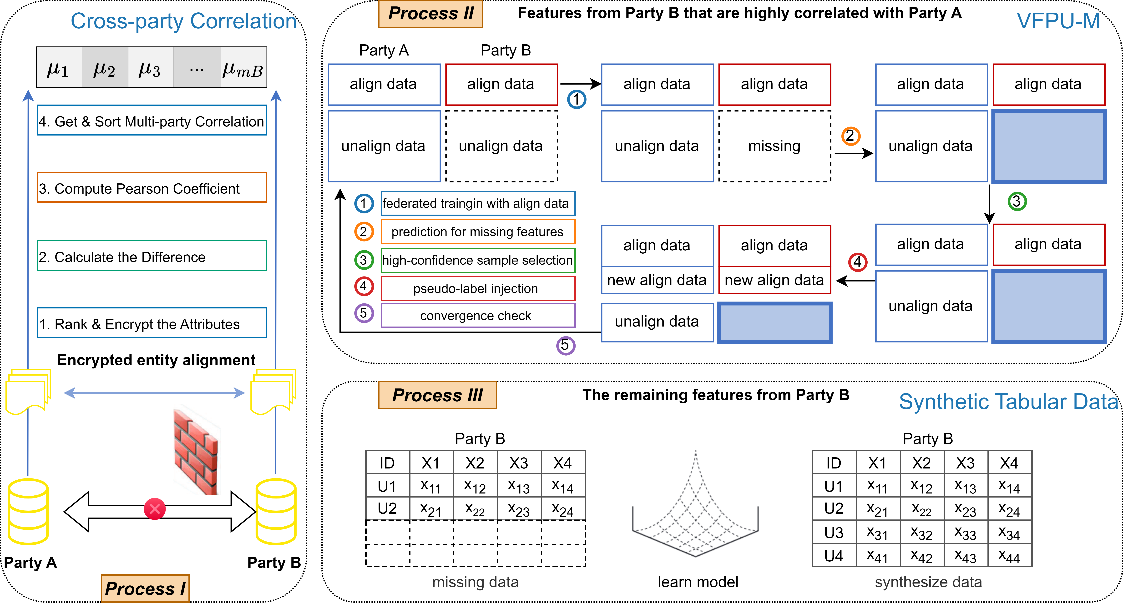 Cross-party Correlation
μ1 μ2 μ3 ... μmB
4. Get & Sort Multi-party Correlation
3. Compute Pearson Coefficient
2. Calculate the Difference
1. Rank & Encrypt the Attributes
Encrypted entity alignment
Party A
Party B
Process I
Process II
Features from Party B that are highly correlated with Party A
VFPU-M
Party A
Party B
align data
align data
unalign data
unalign data
1
align data
align data
unalign data
missing
2
align data
unalign data
align data
3
align data
align data
unalign data
4
align data
align data
new align data
new align data
unalign data
5
1 federated traingin with align data
2 prediction for missing features
3 high-confidence sample selection
4 pseudo-label injection
5 convergence check
Process III
The remaining features from Party B
Synthetic Tabular Data
Party B
ID X1 X2 X3 X4
U1 x11 x12 x13 x14
U2 x21 x22 x23 x24
missing data
learn model
Party B
ID X1 X2 X3 X4
U1 x11 x12 x13 x14
U2 x21 x22 x23 x24
U3 x31 x32 x33 x34
U4 x41 x42 x43 x44
synthesize data